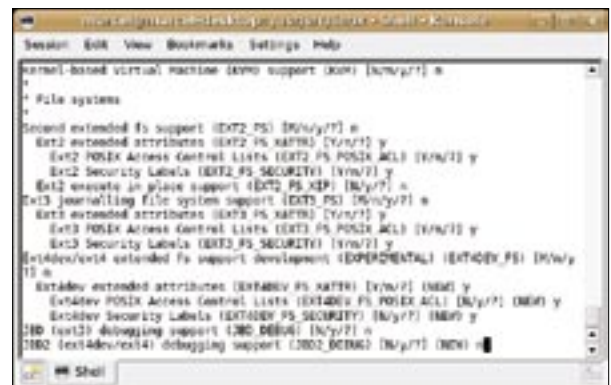 Session Edit View Bookmarks Settings Help
Kernel-based Virtual Machine (KVM) support (KVM) [N/m/y/?] m
*
* File systems
*
Second extended fs support (EXT2_FS) [M/n/y/?] m
Ext2 extended attributes (EXT2_FS_XATTR) [Y/n/?] y
Ext2 POSIX Access Control Lists (EXT2_FS_POSIX_ACL) [Y/n/?] y
Ext2 Security Labels (EXT2_FS_SECURITY) [Y/n/?] y
Ext2 execute in place support (EXT2_FS_XIP) [N/y/?] n
Ext3 journalling file system support (EXT3_FS) [M/n/y/?] m
Ext3 extended attributes (EXT3_FS_XATTR) [Y/n/?] y
Ext3 POSIX Access Control Lists (EXT3_FS_POSIX_ACL) [Y/n/?] y
Ext3 Security Labels (EXT3_FS_SECURITY) [Y/n/?] y
Ext4dev/ext4 extended fs support development (EXPERIMENTAL) (EXT4DEV_FS) [N/m/y
/?] m
Ext4dev extended attributes (EXT4DEV_FS_XATTR) [Y/n/?] (NEW) y
Ext4dev POSIX Access Control Lists (EXT4DEV_FS_POSIX_ACL) [N/y/?] (NEW) y
Ext4dev Security Labels (EXT4DEV_FS_SECURITY) [N/y/?] (NEW) y
JBD (ext3) debugging support (JBD_DEBUG) [N/y/?] n
JBD2 (ext4dev/ext4) debugging support (JBD2_DEBUG) [N/y/?] (NEW) n
Shell